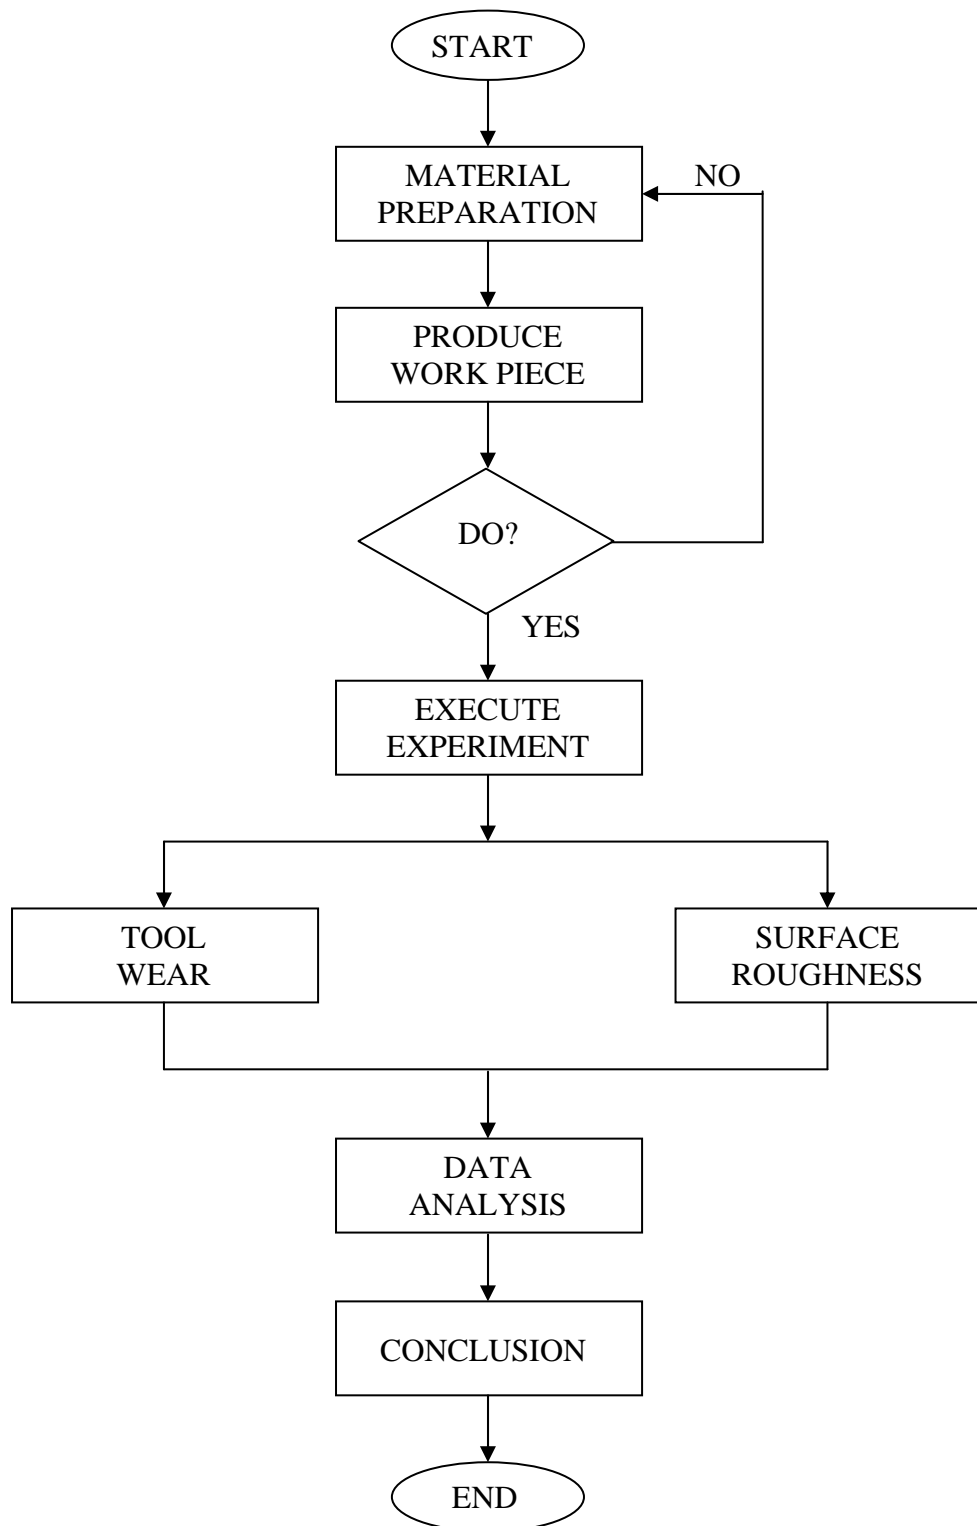 START
MATERIAL
PREPARATION
NO
PRODUCE
WORK PIECE
DO?
YES
EXECUTE
EXPERIMENT
TOOL
WEAR
SURFACE
ROUGHNESS
DATA
ANALYSIS
CONCLUSION
END